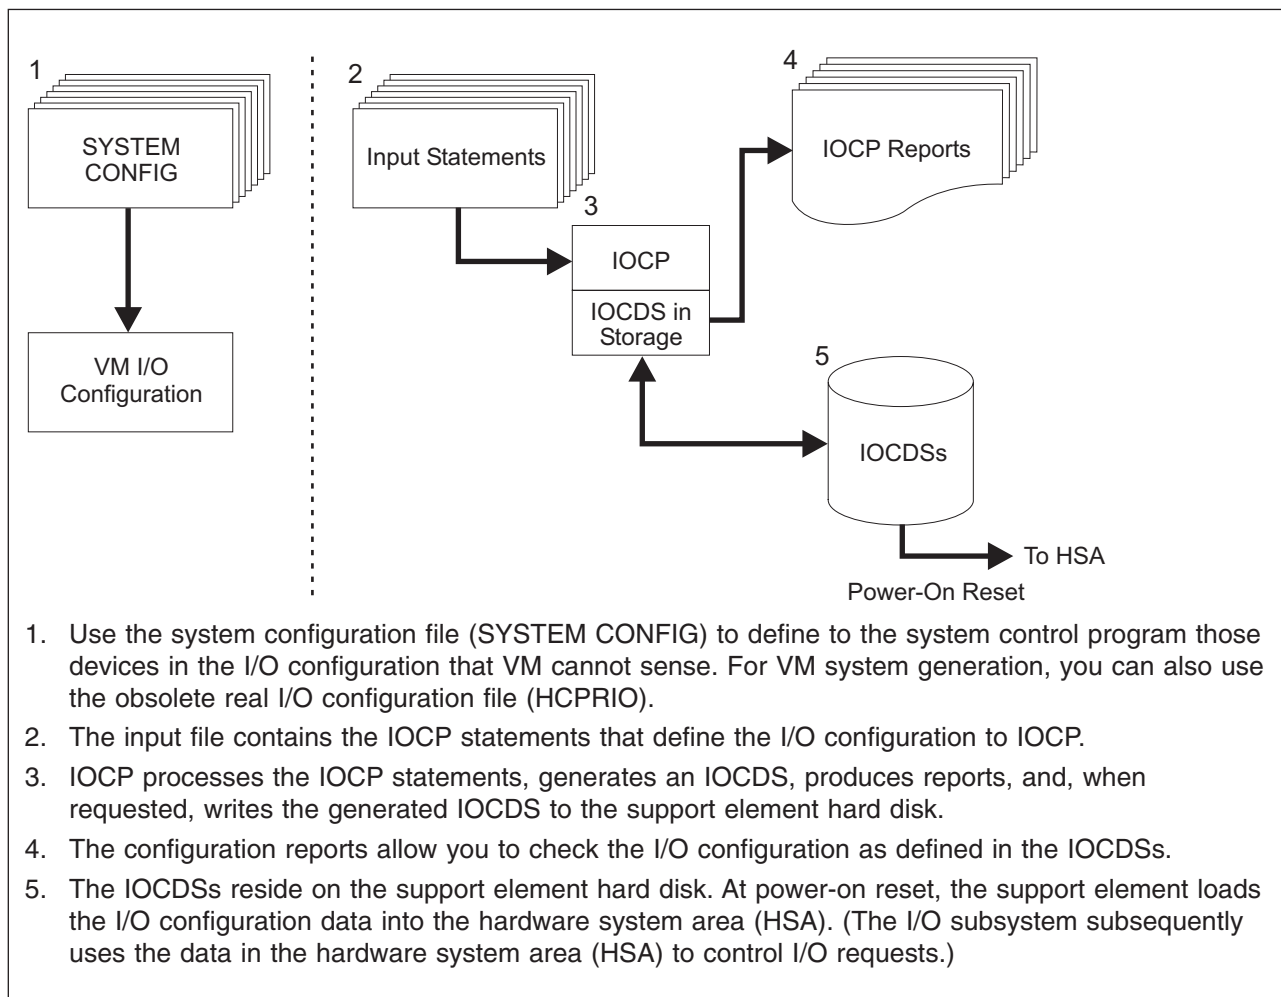 1
2
4
SYSTEM
CONFIG
Input Statements
IOCP Reports
3
IOCP
IOCDS in
Storage
VM I/O
Configuration
5
IOCDSs
To HSA
Power-On Reset
1. Use the system configuration file (SYSTEM CONFIG) to define to the system control program those
devices in the I/O configuration that VM cannot sense. For VM system generation, you can also use
the obsolete real I/O configuration file (HCPRIO).
2. The input file contains the IOCP statements that define the I/O configuration to IOCP.
3. IOCP processes the IOCP statements, generates an IOCDS, produces reports, and, when
requested, writes the generated IOCDS to the support element hard disk.
4. The configuration reports allow you to check the I/O configuration as defined in the IOCDSs.
5. The IOCDSs reside on the support element hard disk. At power-on reset, the support element loads
the I/O configuration data into the hardware system area (HSA). (The I/O subsystem subsequently
uses the data in the hardware system area (HSA) to control I/O requests.)